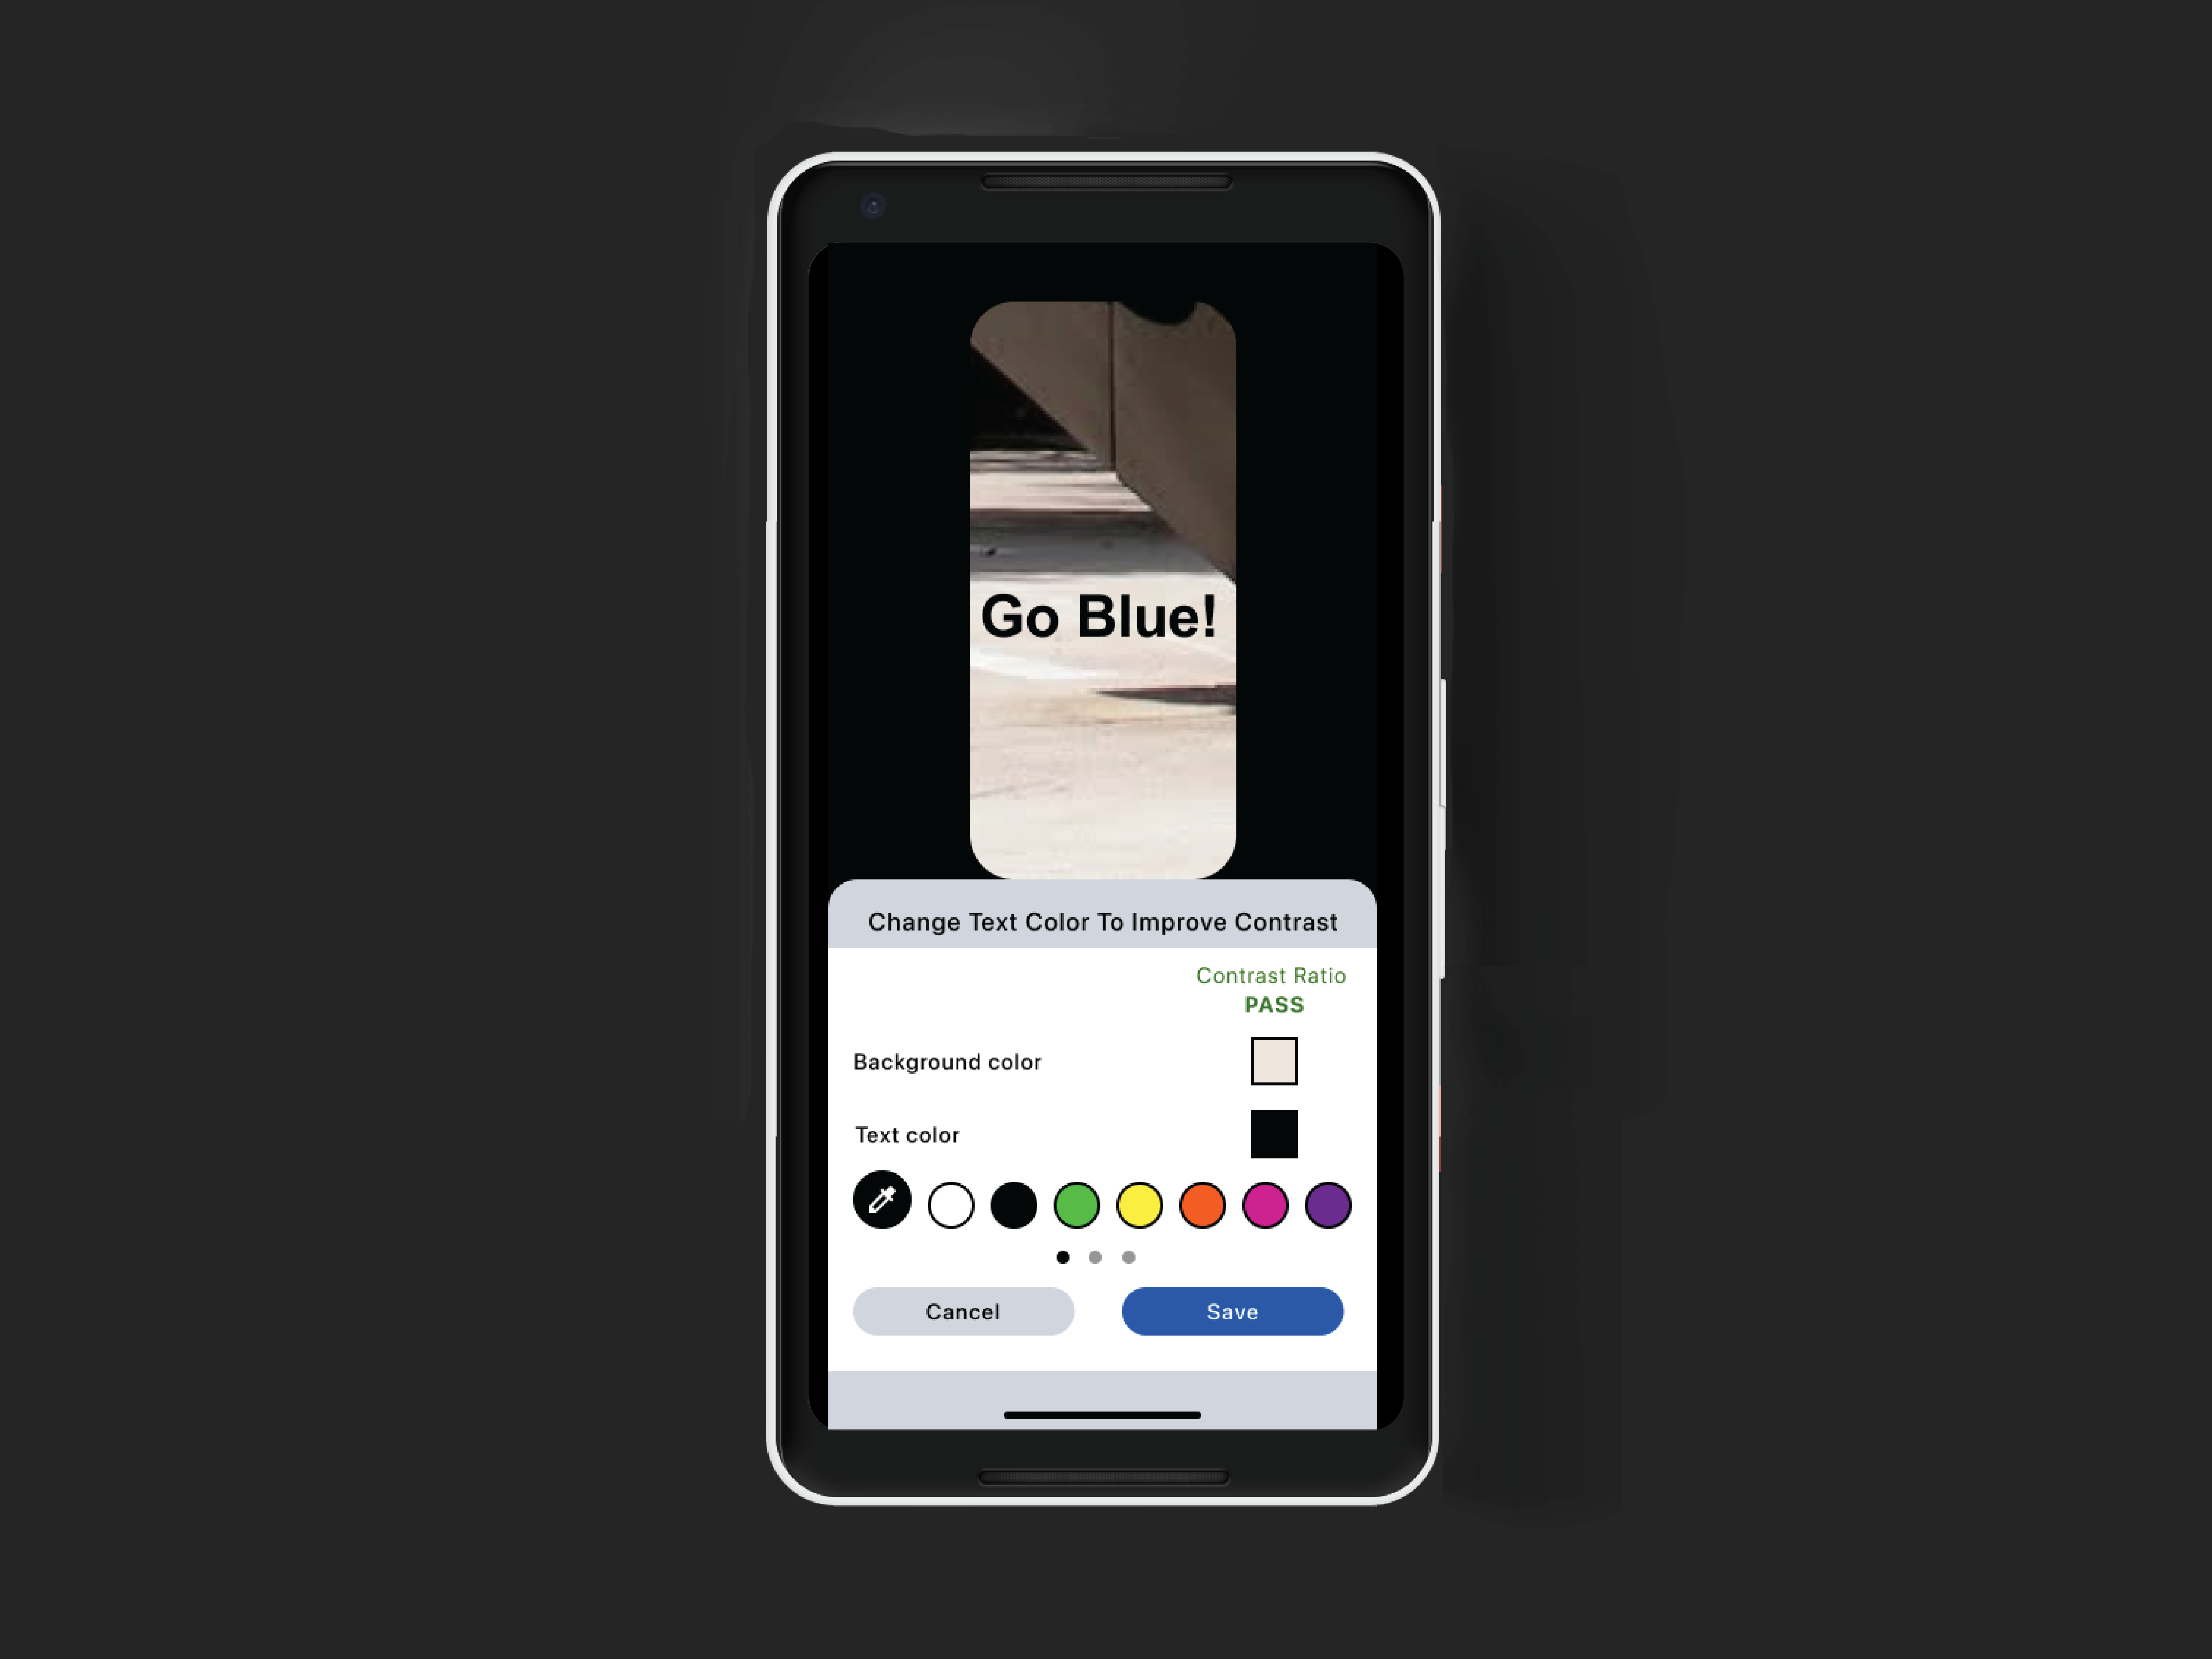 Go Blue!
Change Text Color To Improve Contrast
Contrast Ratio
PASS
Background color
Text color
Cancel
Save